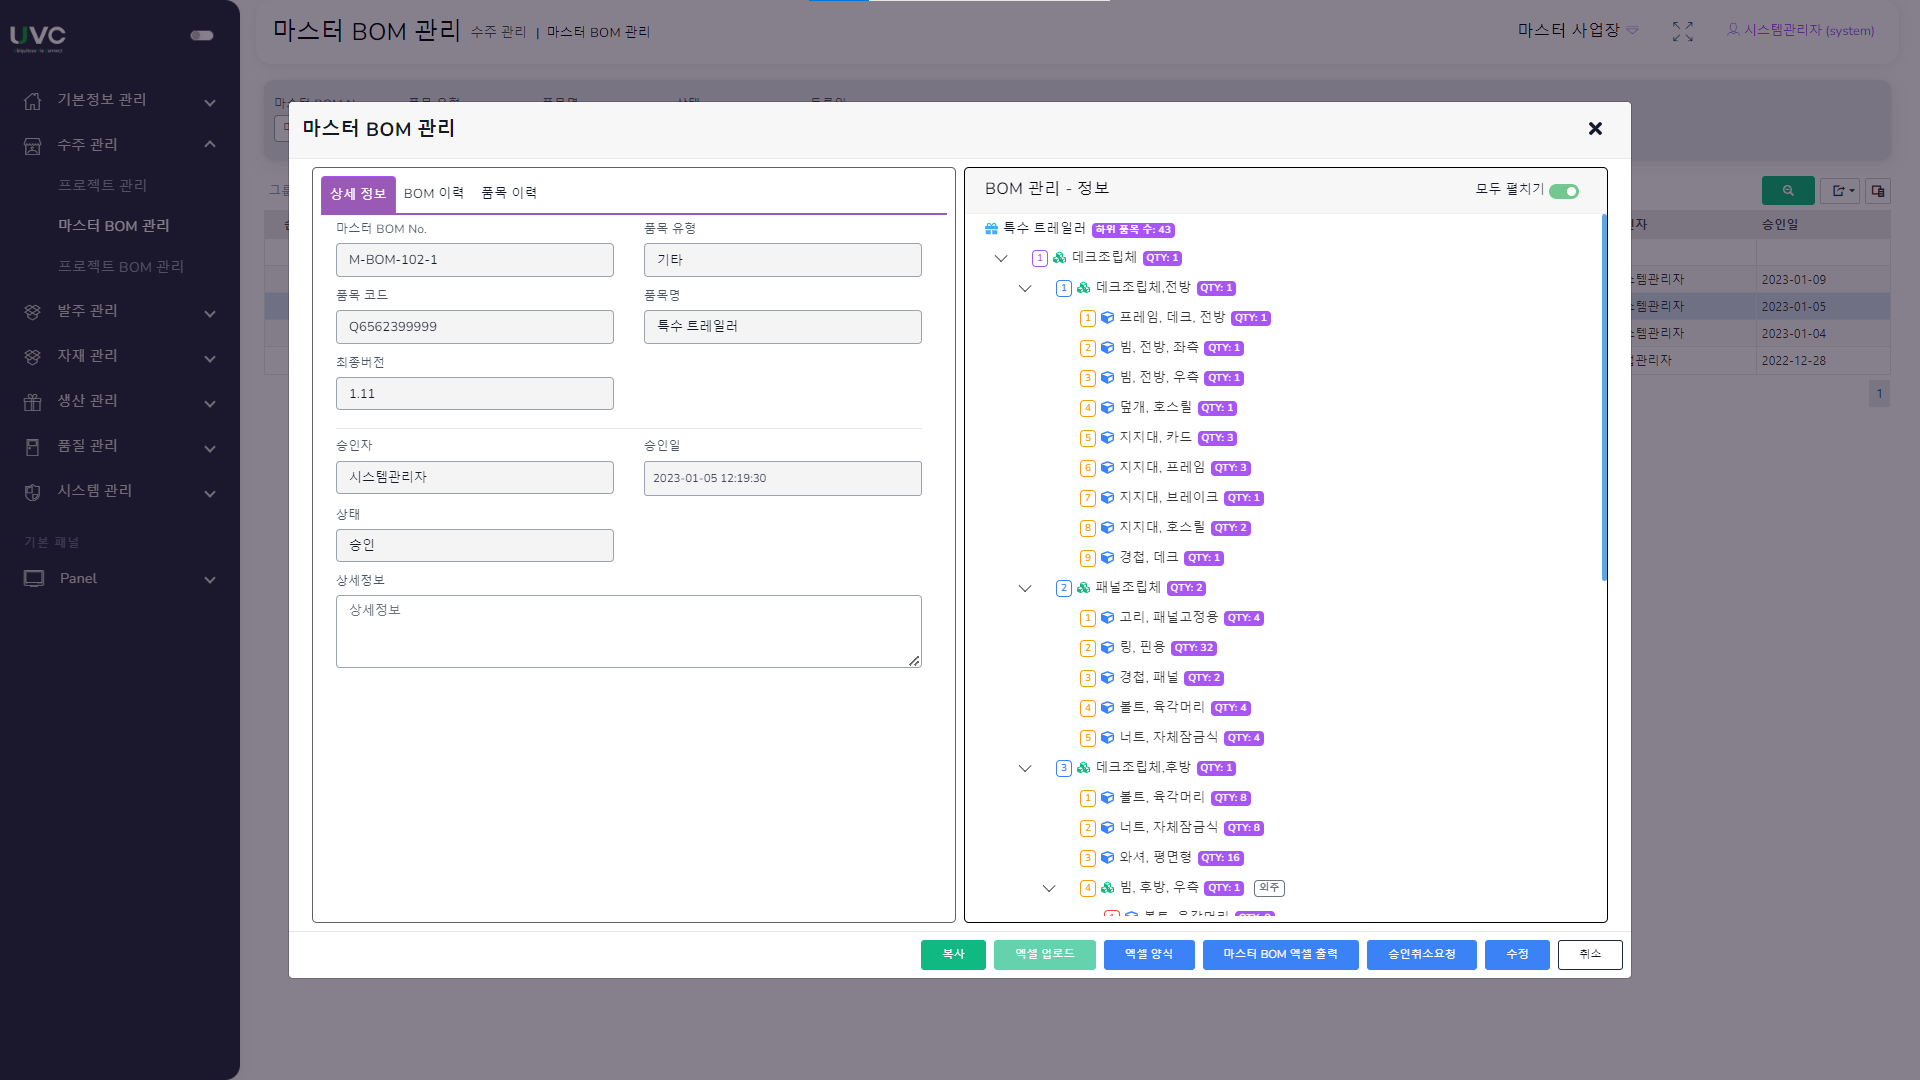 UVC
마스터 BOM 관리
수주 관리 | 마스터 BOM 관리
마스터 사업장
시스템관리자 (system)
기본정보 관리
수주 관리
프로젝트 관리
마스터 BOM 관리
프로젝트 BOM 관리
발주 관리
자재 관리
생산 관리
품질 관리
시스템 관리
기본 패널
Panel
마스터 BOM 관리
상세 정보
BOM 이력
품목 이력
마스터 BOM No.
품목 유형
M-BOM-102-1
기타
품목 코드
품목명
Q6562399999
특수 트레일러
최종버전
1.11
승인자
승인일
시스템관리자
2023-01-05 12:19:30
상태
승인
상세정보
상세정보
BOM 관리 - 정보
모두 펼치기
특수 트레일러 하위 품목 수: 43
1 데크조립체 QTY: 1
1 데크조립체,전방 QTY: 1
1 프레임, 데크, 전방 QTY: 1
2 빔, 전방, 좌측 QTY: 1
3 빔, 전방, 우측 QTY: 1
4 덮개, 호스릴 QTY: 1
5 지지대, 카드 QTY: 3
6 지지대, 프레임 QTY: 3
7 지지대, 브레이크 QTY: 1
8 지지대, 호스릴 QTY: 2
9 경첩, 데크 QTY: 1
2 패널조립체 QTY: 2
1 고리, 패널고정용 QTY: 4
2 링, 핀용 QTY: 32
3 경첩, 패널 QTY: 2
4 볼트, 육각머리 QTY: 4
5 너트, 자체잠금식 QTY: 4
3 데크조립체,후방 QTY: 1
1 볼트, 육각머리 QTY: 8
2 너트, 자체잠금식 QTY: 8
3 와셔, 평면형 QTY: 16
4 빔, 후방, 우측 QTY: 1 외주
승인일
2023-01-09
2023-01-05
2023-01-04
2022-12-28
1
복사
엑셀 업로드
엑셀 양식
마스터 BOM 엑셀 출력
승인취소요청
수정
취소